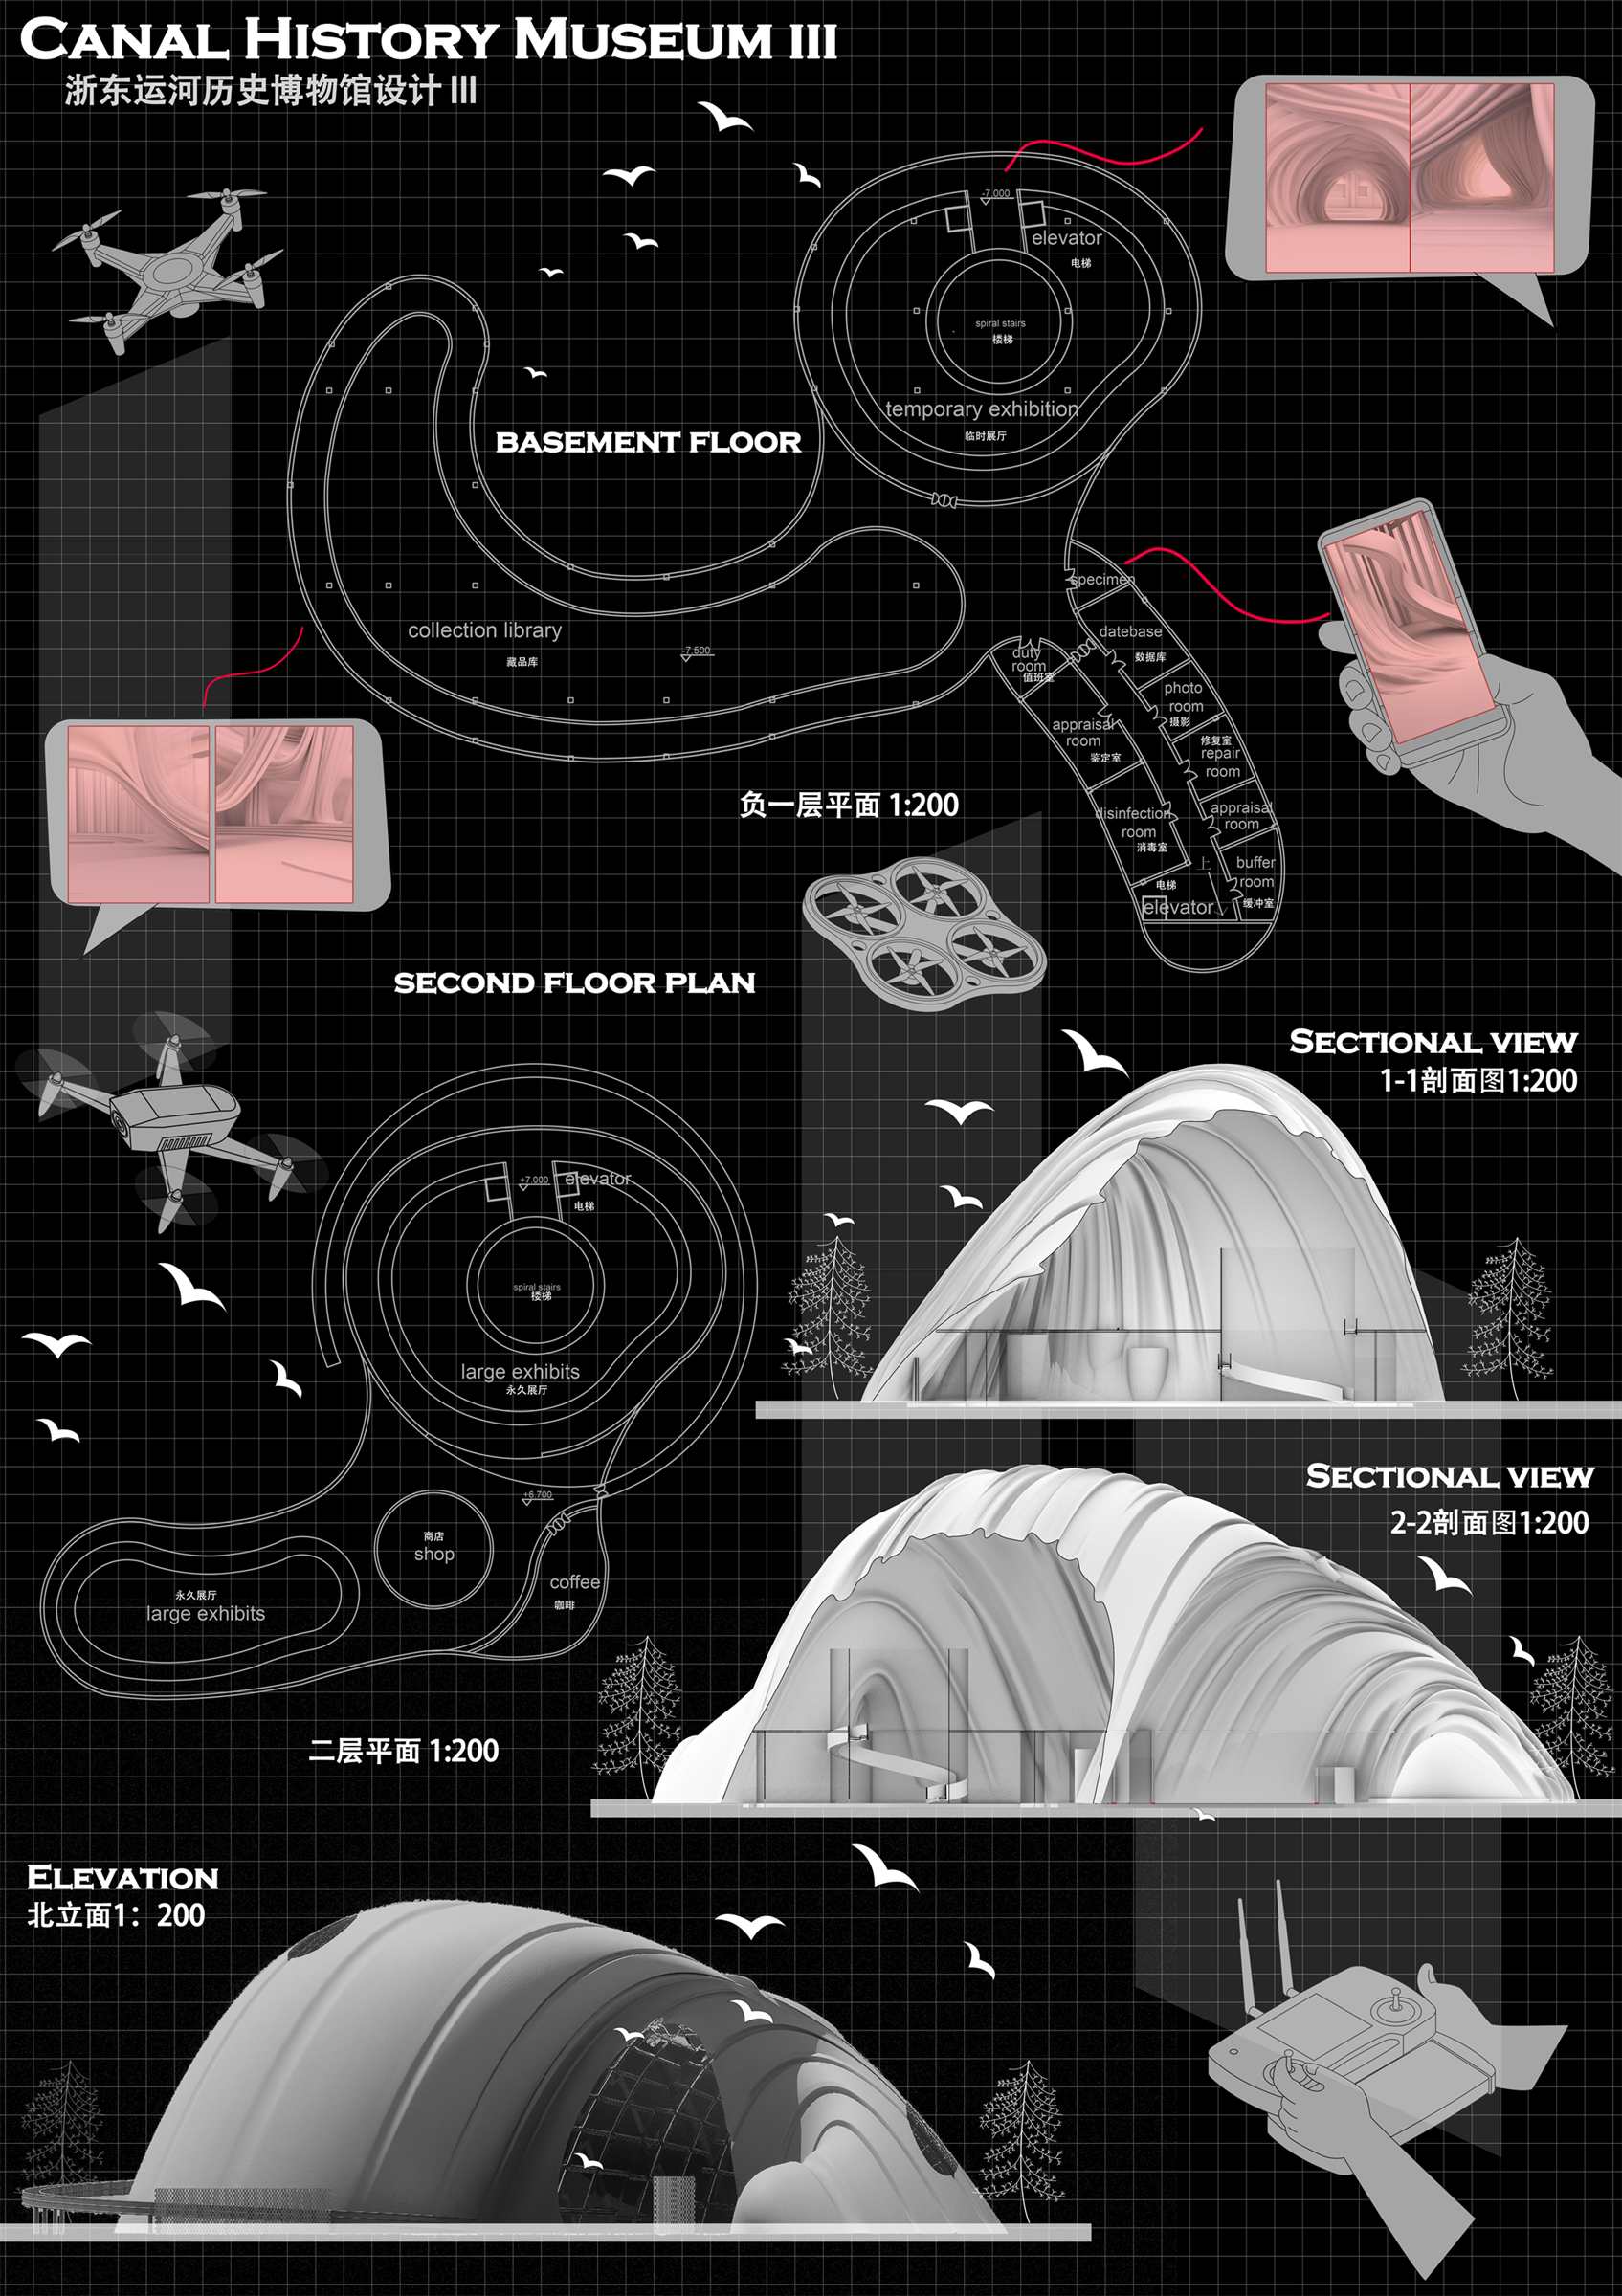 CANAL HISTORY MUSEUM III
浙东运河历史博物馆设计 III
-7.000
elevator
电梯
spiral stairs
楼梯
temporary exhibition
临时展厅
BASEMENT FLOOR
collection library
藏品库
-7.500
specimen
datebase
数据库
duty
room
值班室
photo
room
摄影
appraisal
room
鉴定室
修复室
repair
room
负一层平面 1:200
disinfection
room
消毒室
appraisal
room
上
buffer
room
缓冲室
电梯
elevator
SECOND FLOOR PLAN
SECTIONAL VIEW
1-1剖面图1:200
+7.000
elevator
电梯
spiral stairs
楼梯
large exhibits
永久展厅
+6.700
商店
shop
coffee
咖啡
永久展厅
large exhibits
二层平面 1:200
SECTIONAL VIEW
2-2剖面图1:200
ELEVATION
北立面1：200